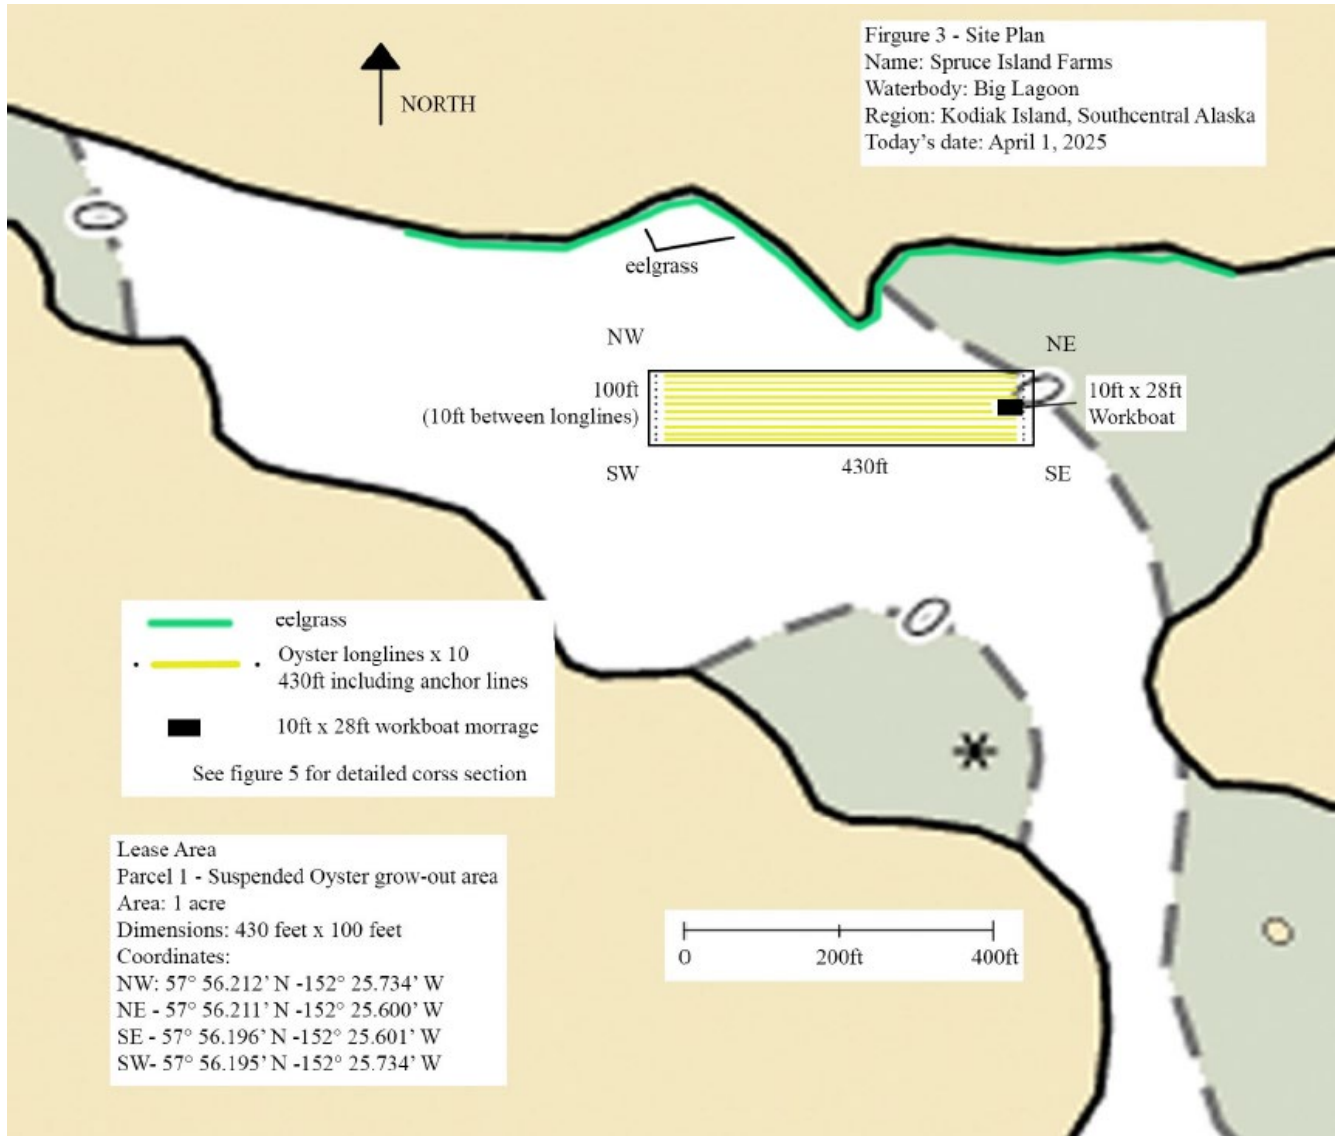 Firgure 3 - Site Plan
Name: Spruce Island Farms
Waterbody: Big Lagoon
Region: Kodiak Island, Southcentral Alaska
Today's date: April 1, 2025
NORTH
0
eelgrass
NW
NE
100ft
(10ft between longlines)
10ft x 28ft
Workboat
SW
430ft
SE
0
0
eelgrass
Oyster longlines x 10
430ft including anchor lines
10ft x 28ft workboat morrage
See figure 5 for detailed corss section
Lease Area
Parcel 1 - Suspended Oyster grow-out area
Area: 1 acre
Dimensions: 430 feet x 100 feet
Coordinates:
NW: 57° 56.212' N -152° 25.734' W
NE - 57° 56.211' N -152° 25.600' W
SE - 57° 56.196' N -152° 25.601' W
SW- 57° 56.195' N -152° 25.734' W
0 200ft 400ft